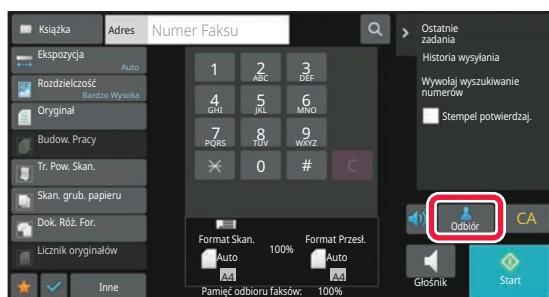 Książka
Adres
Numer Faksu
Ekspozycja
Auto
Rozdzielczość
Bardzo Wysoka
Oryginał
Budow. Pracy
Tr. Pow. Skan.
Skan. grub. papieru
Dok. Róż. For.
Licznik oryginałów
Inne
1 2 3
ABC DEF
4 5 6
GHI JKL MNO
7 8 9
PQRS TUV WXYZ
0 # C
Format Skan. 100% Format Przesł.
Auto Auto
A4 A4
Pamięć odbioru faksów: 100%
Ostatnie
zadania
Historia wysyłania
Wywołaj wyszukiwanie
numerów
Stempel potwierdzaj.
Odbiór
CA
Głośnik
Start